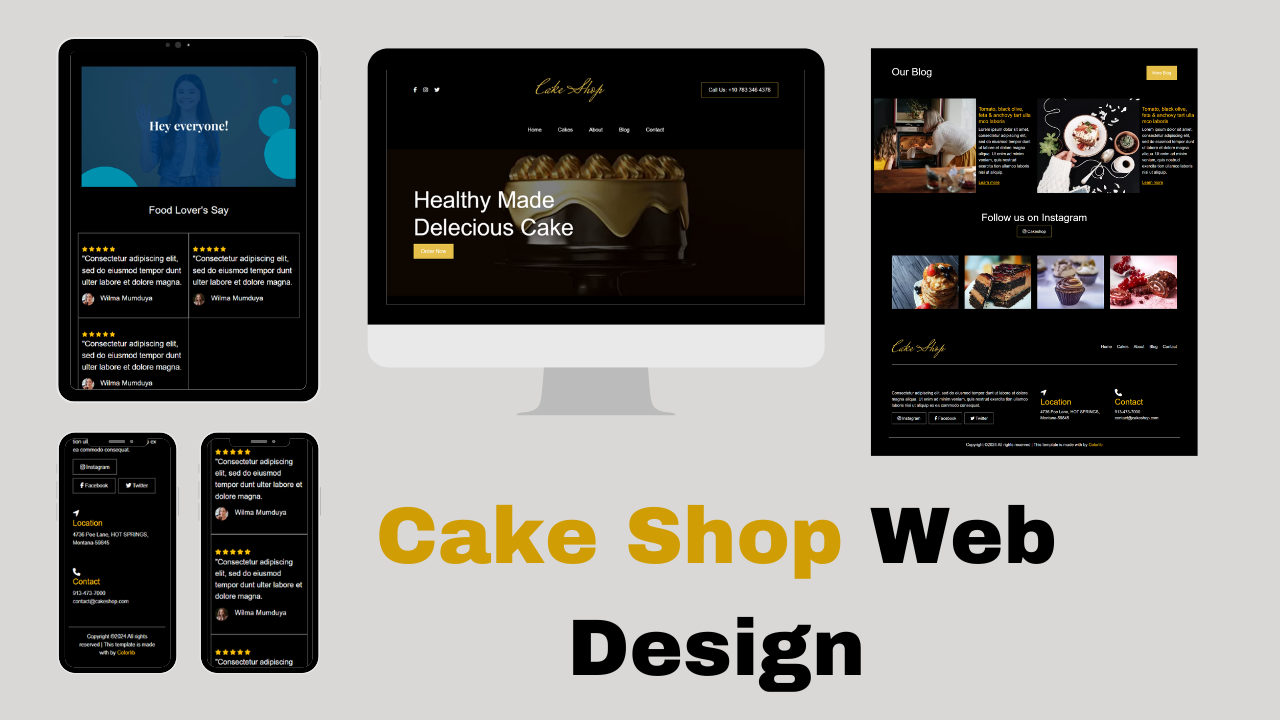 Hey everyone!
Food Lover's Say
"Consectetur adipiscing elit,
sed do eiusmod tempor dunt
ulter labore et dolore magna.
Wilma Mumduya
"Consectetur adipiscing elit,
sed do eiusmod tempor dunt
ulter labore et dolore magna.
Wilma Mumduya
"Consectetur adipiscing elit,
sed do eiusmod tempor dunt
ulter labore et dolore magna.
Wilma Mumduya
Cake Shop
Call Us: +90 783 346 4378
Home Cakes About Blog Contact
Healthy Made
Delecious Cake
Order Now
Our Blog
More Blog
Tomato, black olive,
feta & anchovy tart ulla
mco laboris
Lorem ipsum dolor sit amet,
consectetur adipiscing elit,
sed do eiusmod tempor dunt
ut labore et dolore magna
aliqua. Ut enim ad minim
veniam, quis nostrud
exercita tion ullamco
laboris nisi ut aliquip.
Learn more
Tomato, black olive,
feta & anchovy tart ulla
mco laboris
Lorem ipsum dolor sit amet,
consectetur adipiscing elit,
sed do eiusmod tempor dunt
ut labore et dolore magna
aliqua. Ut enim ad minim
veniam, quis nostrud
exercita tion ullamco
laboris nisi ut aliquip.
Learn more
Follow us on Instagram
Cakeshop
Cake Shop
Home Cakes About Blog Contact
Consectetur adipiscing elit, sed do eiusmod tempor dunt ut labore et dolore
magna aliqua. Ut enim ad minim veniam, quis nostrud exercita tion ullamco
laboris nisi ut aliquip ex ea commodo consequat.
Instagram Facebook Twitter
Location
4736 Poe Lane, HOT SPRINGS,
Montana-59845
Contact
913-473-7000
contact@cakeshop.com
Copyright ©2024 All rights reserved | This template is made with by Colorlib
tion ull
ea commodo consequat.
Instagram
Facebook Twitter
Location
4736 Poe Lane, HOT SPRINGS,
Montana-59845
Contact
913-473-7000
contact@cakeshop.com
Copyright ©2024 All rights
reserved | This template is made
with by Colorlib
"Consectetur adipiscing
elit, sed do eiusmod
tempor dunt ulter labore et
dolore magna.
Wilma Mumduya
"Consectetur adipiscing
elit, sed do eiusmod
tempor dunt ulter labore et
dolore magna.
Wilma Mumduya
"Consectetur adipiscing
Cake Shop Web
Design